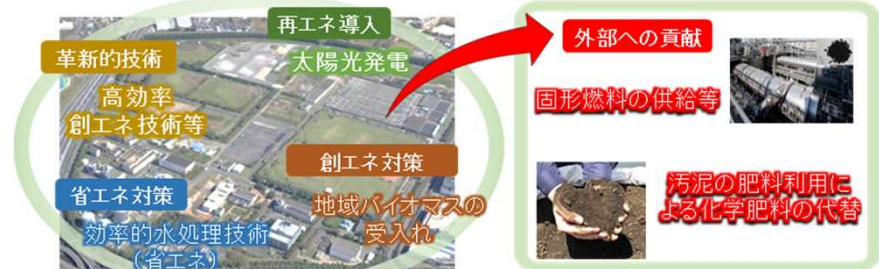 再エネ導入
太陽光発電
革新的技術
高効率
創エネ技術等
創エネ対策
地域バイオマスの
受入れ
省エネ対策
効率的水処理技術
(省エネ)
外部への貢献
固形燃料の供給等
汚泥の肥料利用に
よる化学肥料の代替